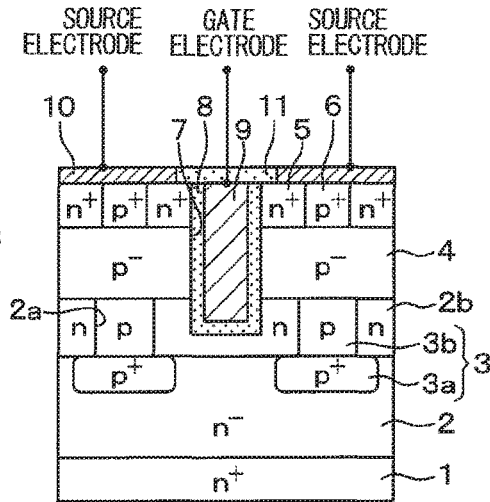 SOURCE GATE SOURCE
ELECTRODE ELECTRODE ELECTRODE
10 7 8 9 11 5 6
n+ p+ n+ n+ p+ n+
p- p- 4
2a 2b
n p n p n
3b
3
p+ p+ 3a
n- 2
n+ 1